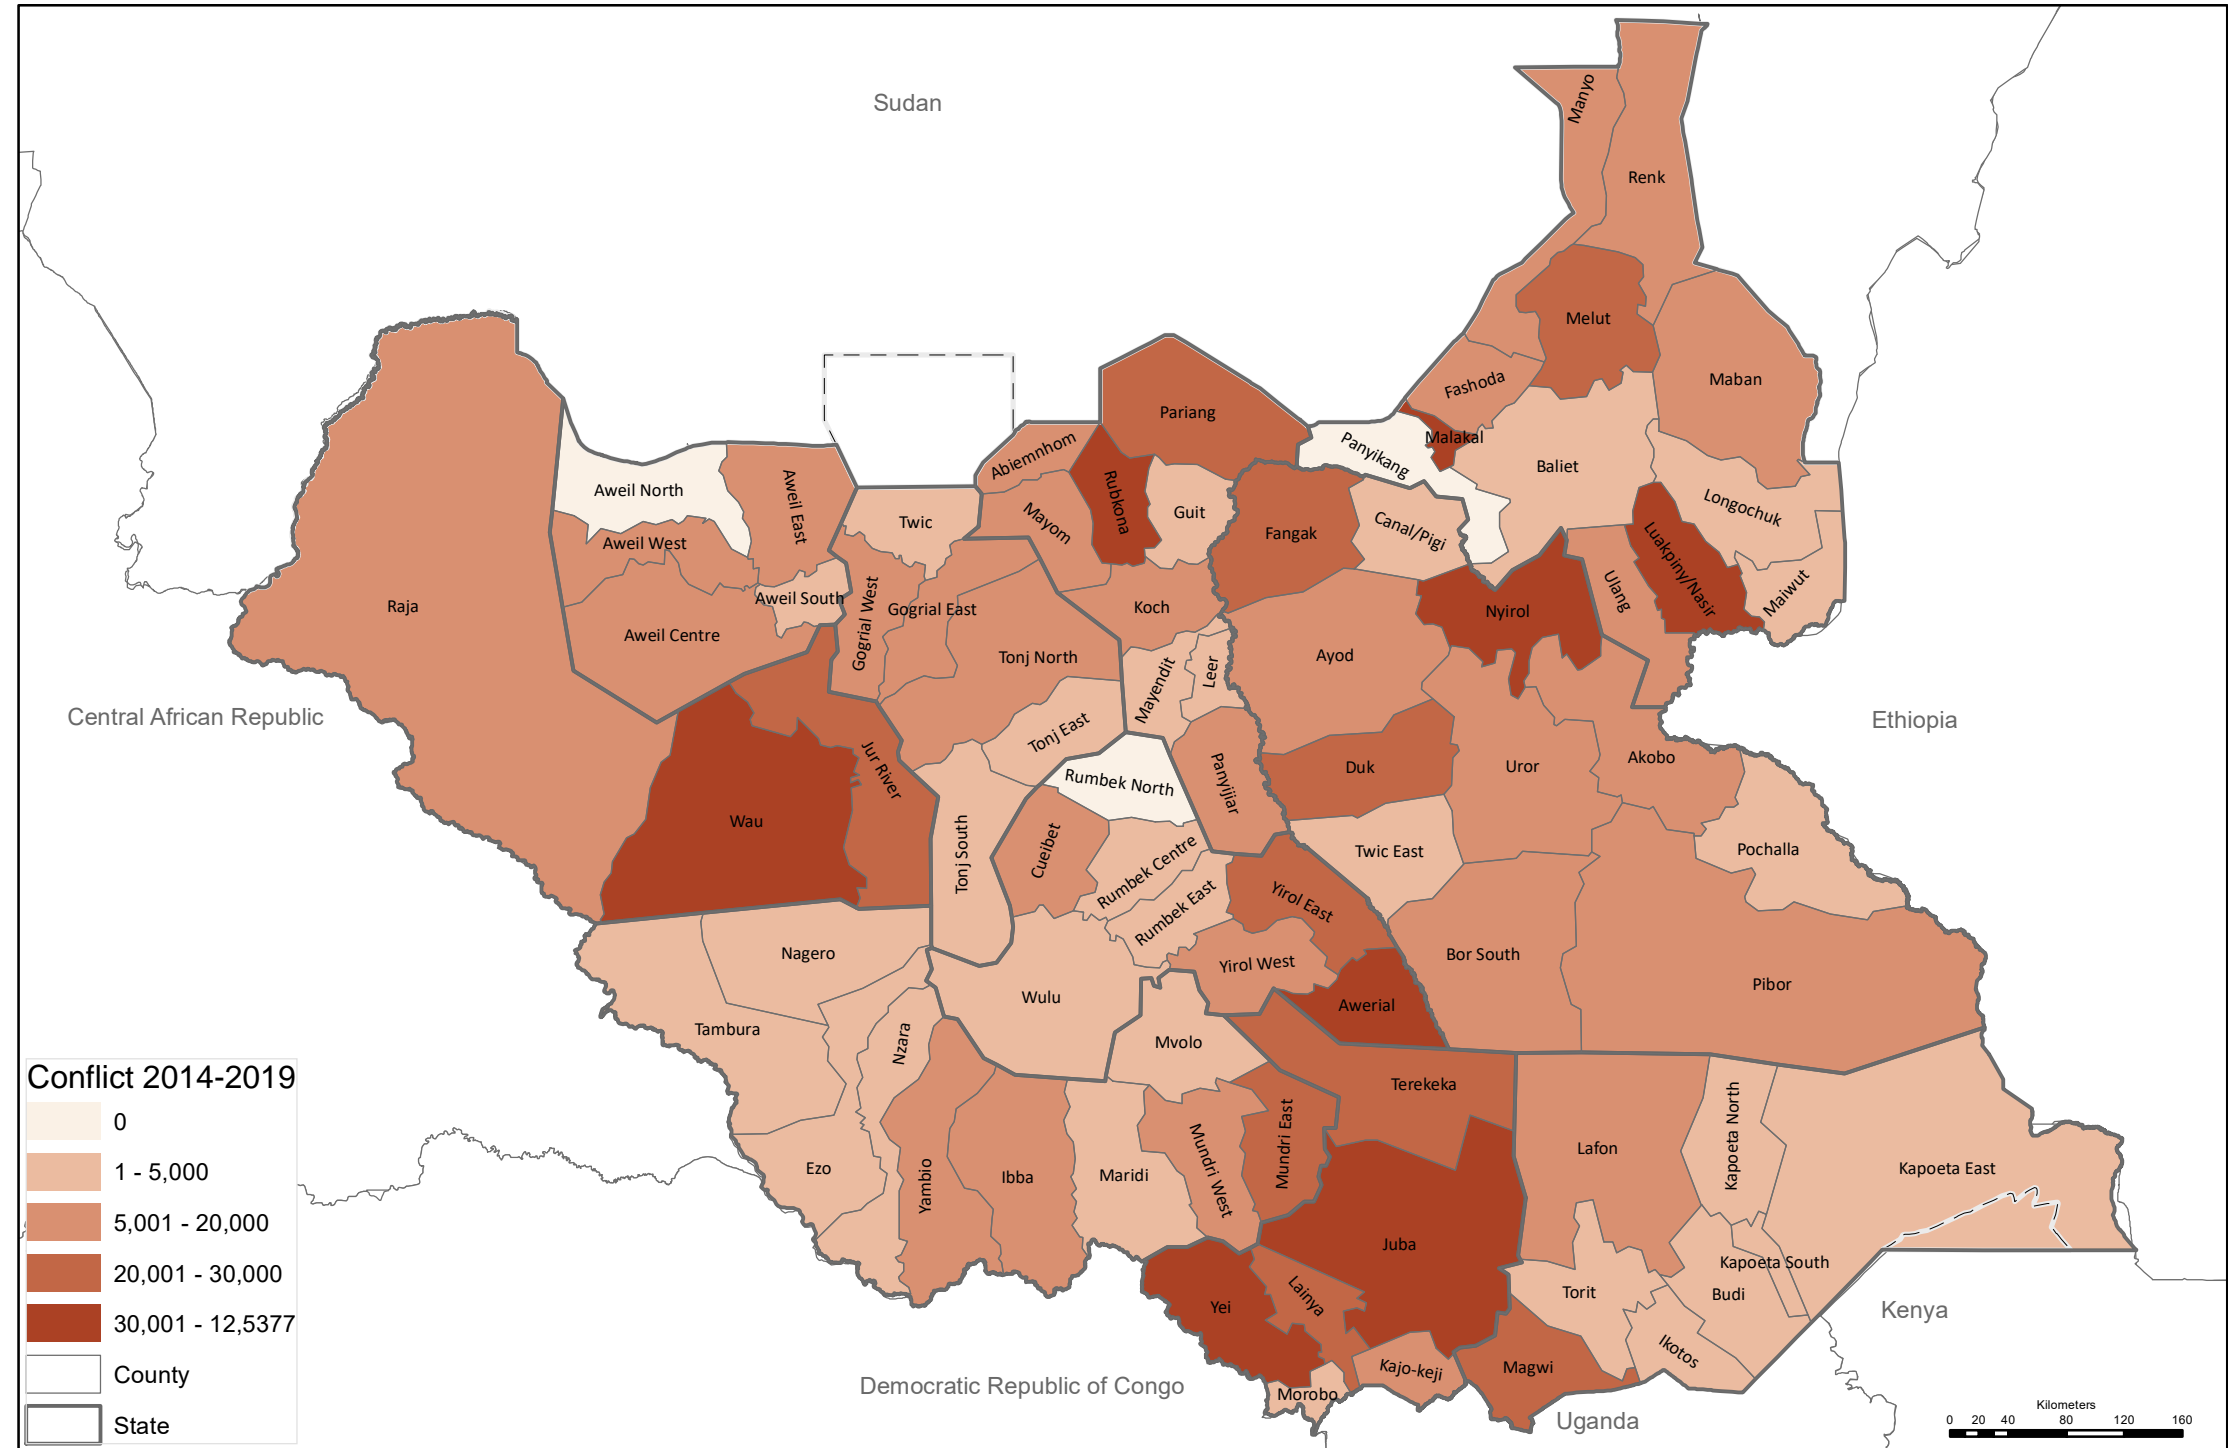 Sudan
Manyo
Renk
Melut
Maban
Fashoda
Pariang
Malakal
Panyikang
Baliet
Abiemnhom
Aweil North
Aweil East
Rubkona
Longochuk
Twic
Guit
Mayom
Fangak
Canal/Pigi
Aweil West
Luakpiny/Nasir
Ulang
Maiwut
Aweil South
Raja
Gogrial West
Gogrial East
Koch
Nyirol
Aweil Centre
Tonj North
Ayod
Mayendit
Leer
Central African Republic
Ethiopia
Tonj East
Jur River
Rumbek North
Panyijiar
Duk
Uror
Akobo
Wau
Tonj South
Cueibet
Rumbek Centre
Twic East
Pochalla
Rumbek East
Yirol East
Nagero
Yirol West
Bor South
Pibor
Wulu
Awerial
Tambura
Nzara
Mvolo
Terekeka
Conflict 2014-2019
0
1 - 5,000
5,001 - 20,000
20,001 - 30,000
30,001 - 12,5377
County
State
Ezo
Yambio
Ibba
Maridi
Mundri West
Mundri East
Lafon
Kapoeta North
Kapoeta East
Juba
Kapoeta South
Torit
Budi
Yei
Lainya
Kenya
Ikotos
Kajo-keji
Magwi
Democratic Republic of Congo
Morobo
Uganda
Kilometers
0 20 40 80 120 160